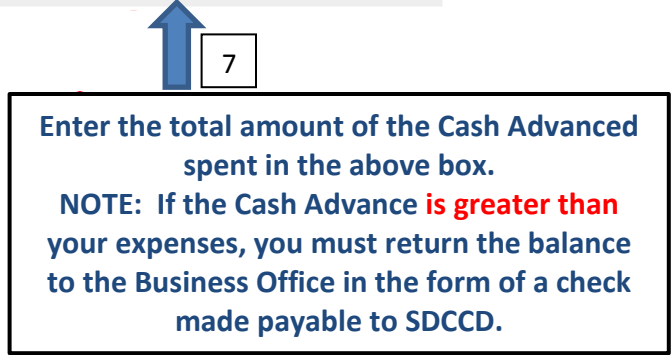 7
Enter the total amount of the Cash Advanced
spent in the above box.
NOTE:  If the Cash Advance is greater than
your expenses, you must return the balance
to the Business Office in the form of a check
made payable to SDCCD.